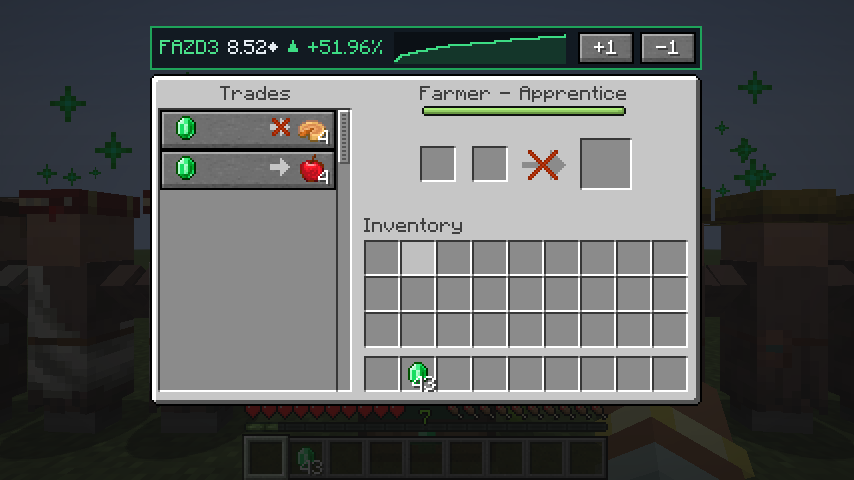 FAZD3 8.52♦ ▲ +51.96% +1 -1
Trades
Farmer - Apprentice
4
4
Inventory
43
7
43